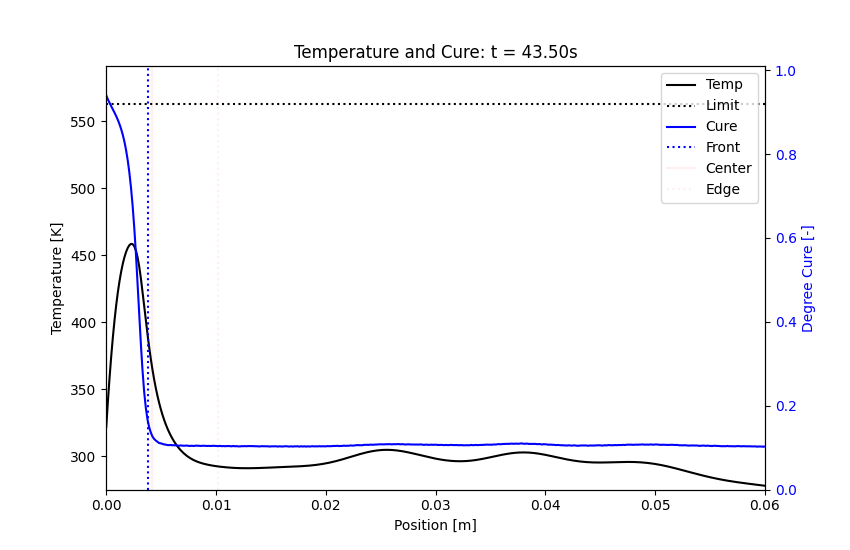 Temperature and Cure: t = 43.50s
Temperature [K]
550
500
450
400
350
300
Temp
Limit
Cure
Front
Center
Edge
1.0
0.8
0.6
0.4
0.2
0.0
Degree Cure [-]
0.00
0.01
0.02
0.03
0.04
0.05
0.06
Position [m]